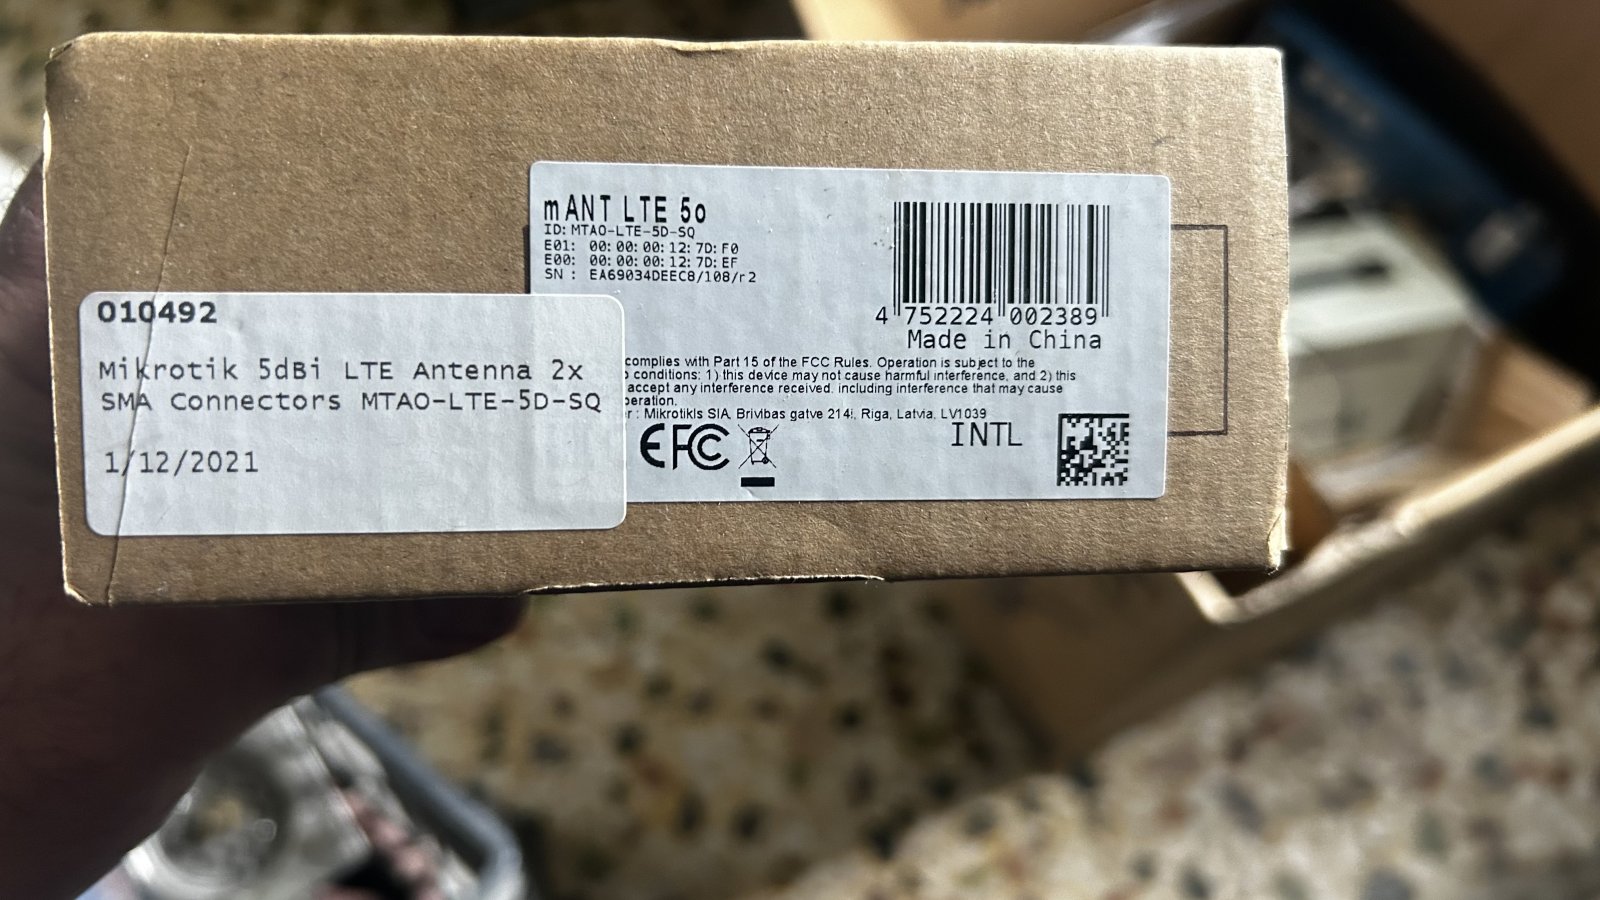 mANT LTE 5o
ID: MTAO-LTE-5D-SQ
E01: 00:00:00:12:7D:F0
E00: 00:00:00:12:7D:EF
SN : EA69034DEEC8/108/r2
4 752224 002389
Made in China
complies with Part 15 of the FCC Rules. Operation is subject to the
conditions: 1) this device may not cause harmful interference, and 2) this
accept any interference received, including interference that may cause
: Mikrotikls SIA, Brivibas gatve 214i, Riga, Latvia, LV1039
CE FC
INTL
010492
Mikrotik 5dBi LTE Antenna 2x
SMA Connectors MTAO-LTE-5D-SQ
1/12/2021